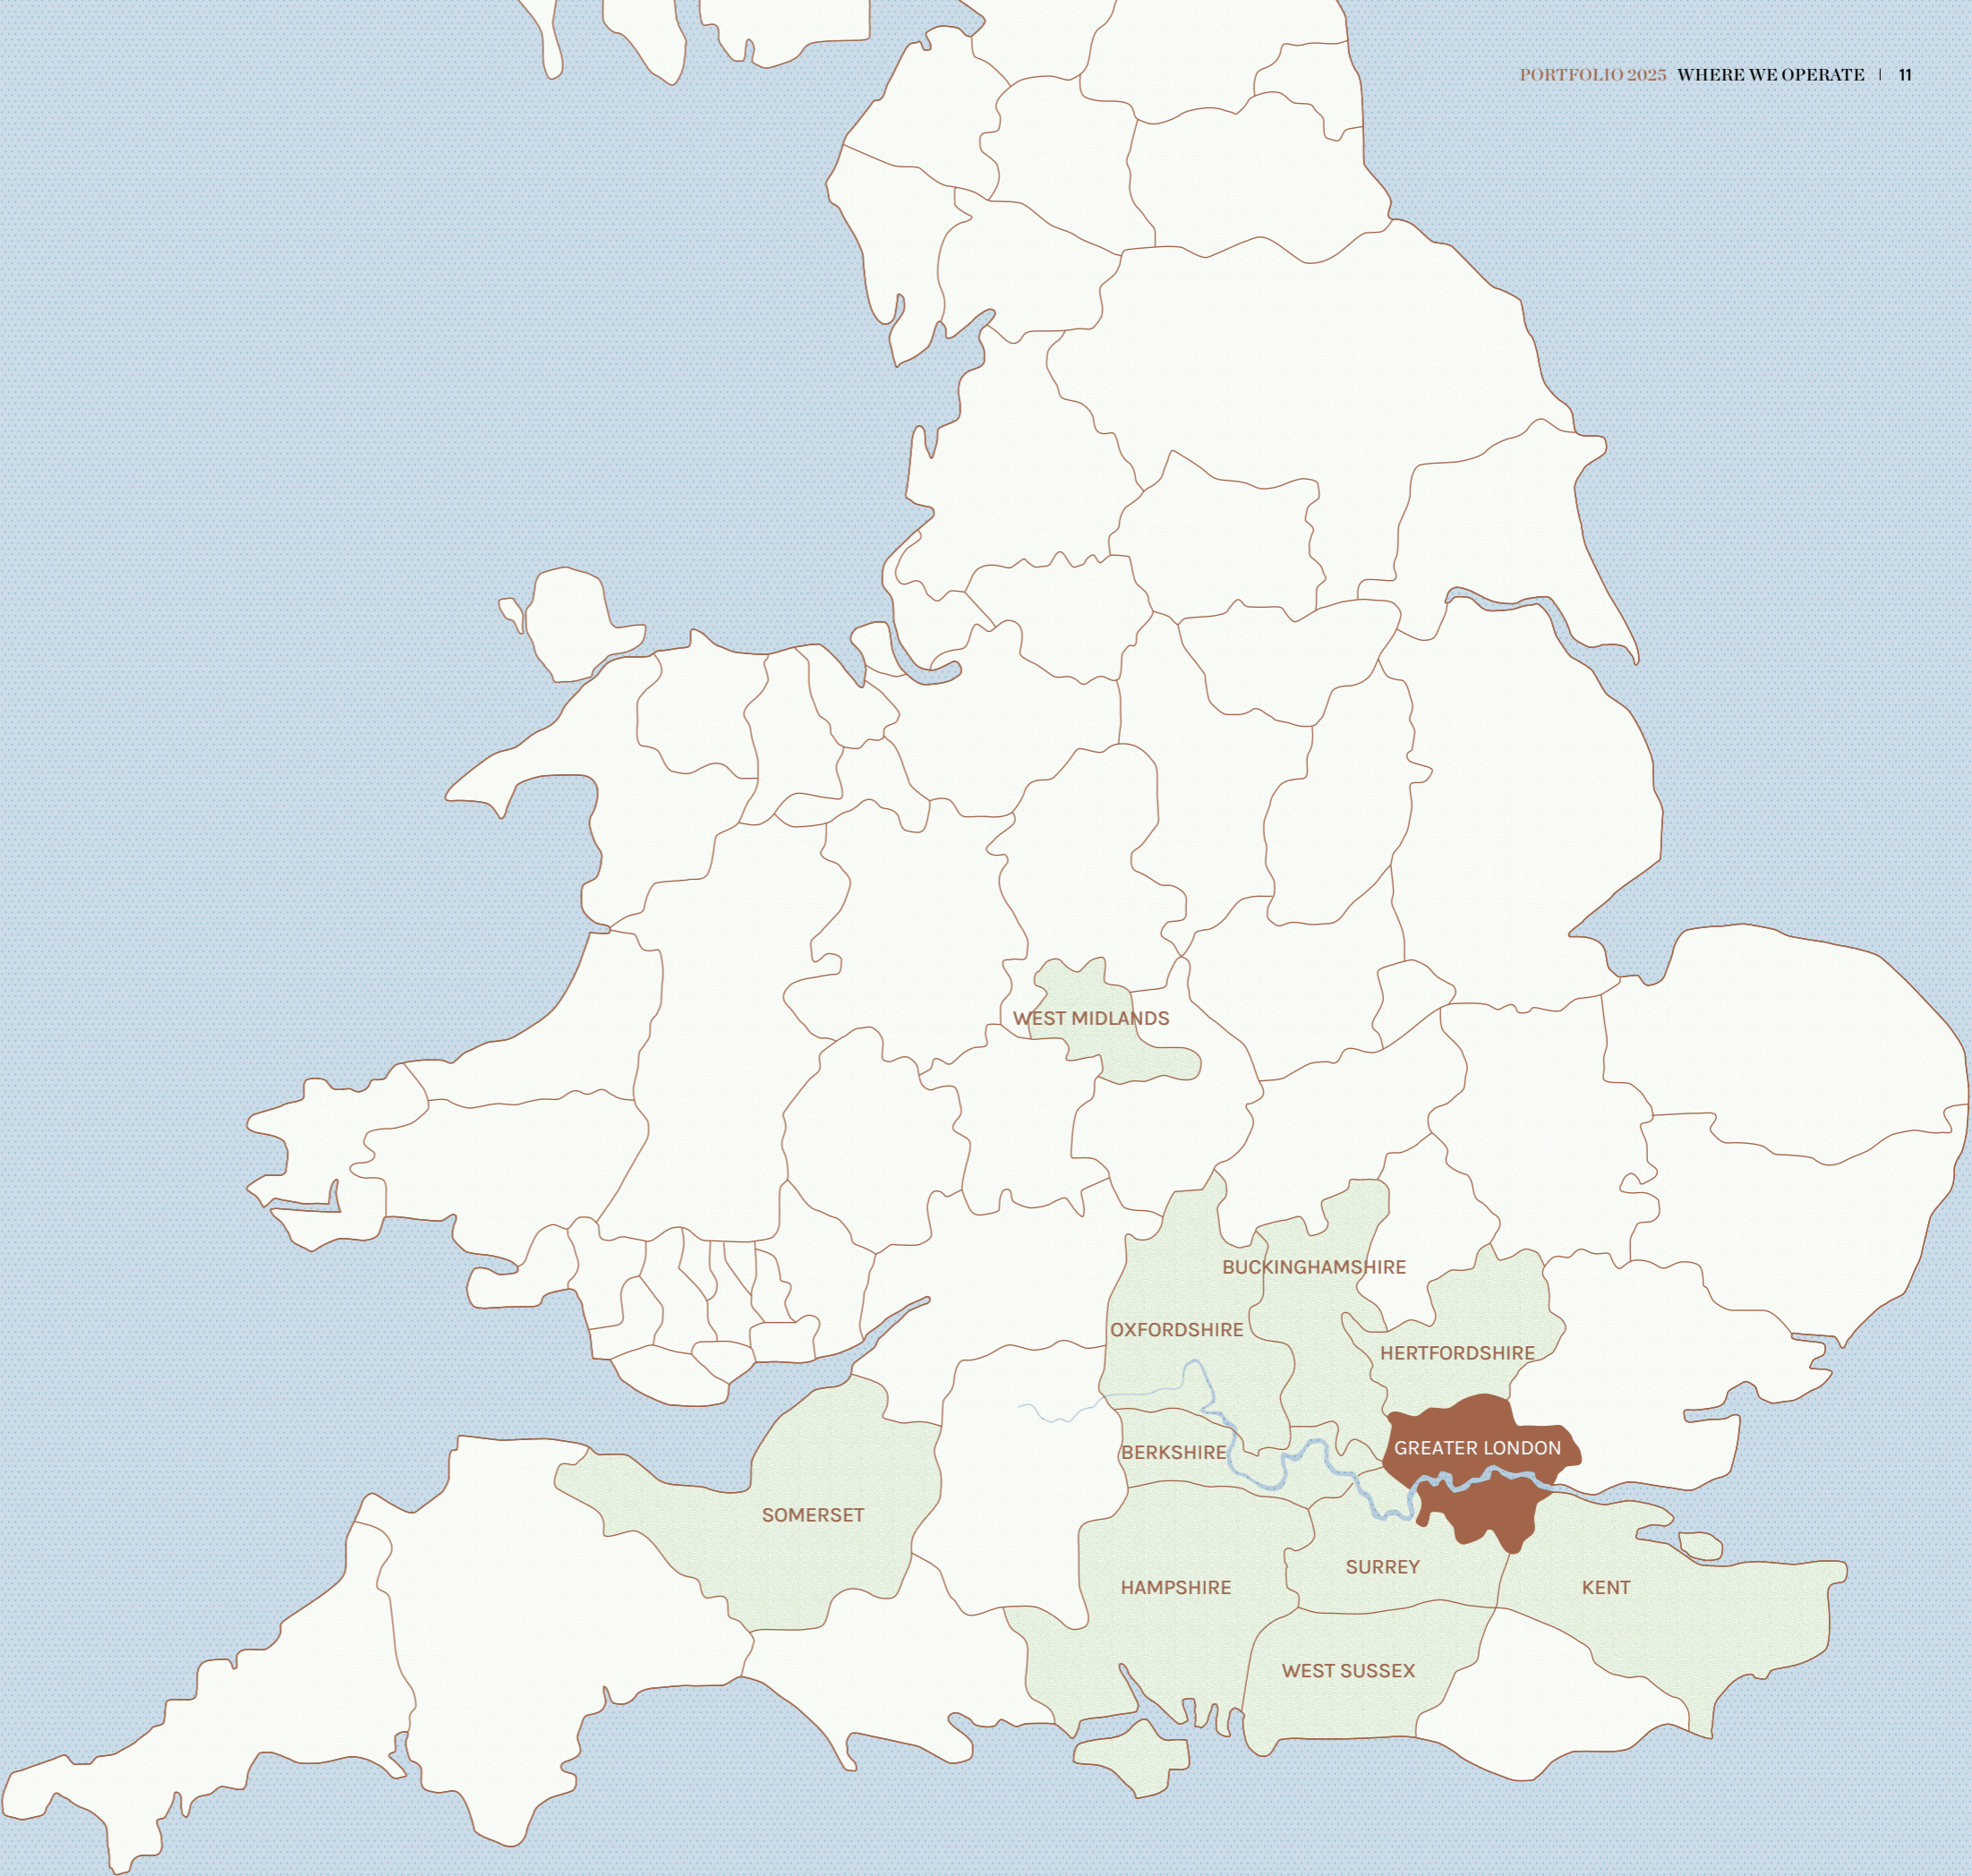 PORTFOLIO 2025 WHERE WE OPERATE | 11
WEST MIDLANDS
BUCKINGHAMSHIRE
OXFORDSHIRE
HERTFORDSHIRE
GREATER LONDON
BERKSHIRE
SOMERSET
SURREY
HAMPSHIRE
KENT
WEST SUSSEX